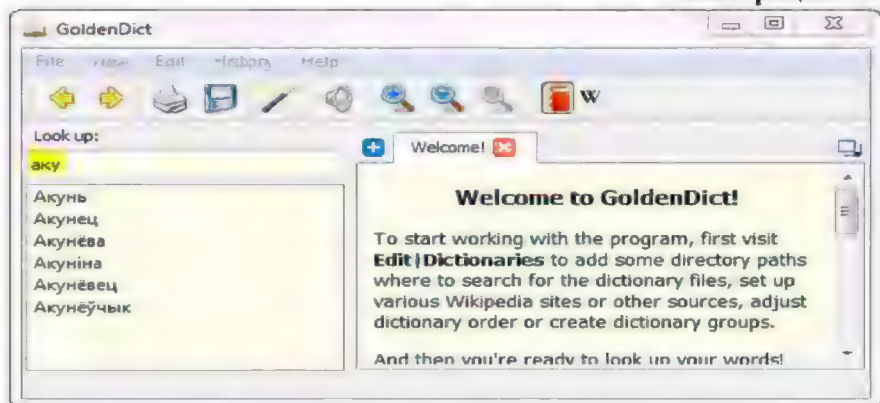 GoldenDict
File View Edit History Help
W
Look up:
аку
Welcome!
Акунь
Акунец
Акунёва
Акуніна
Акунёвец
Акунёўчык
Welcome to GoldenDict!
To start working with the program, first visit
Edit|Dictionaries to add some directory paths
where to search for the dictionary files, set up
various Wikipedia sites or other sources, adjust
dictionary order or create dictionary groups.
And then you're ready to look up your words!